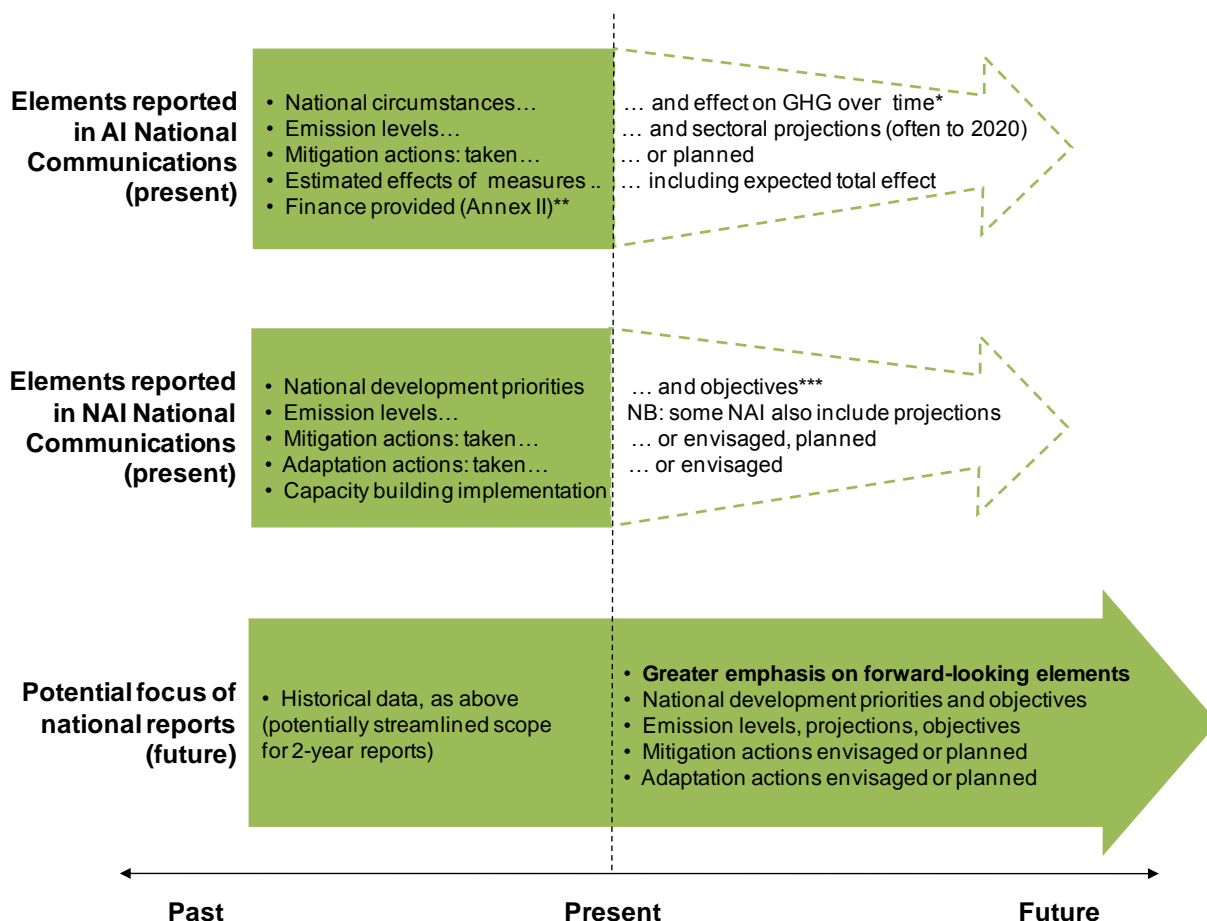 Elements reported
in AI National
Communications
(present)
• National circumstances…
• Emission levels…
• Mitigation actions: taken…
• Estimated effects of measures ..
• Finance provided (Annex II)**
… and effect on GHG over time*
… and sectoral projections (often to 2020)
… or planned
… including expected total effect
Elements reported
in NAI National
Communications
(present)
• National development priorities
• Emission levels…
• Mitigation actions: taken…
• Adaptation actions: taken…
• Capacity building implementation
… and objectives***
NB: some NAI also include projections
… or envisaged, planned
… or envisaged
Potential focus of
national reports
(future)
• Historical data, as above
(potentially streamlined scope
for 2-year reports)
• Greater emphasis on forward-looking elements
• National development priorities and objectives
• Emission levels, projections, objectives
• Mitigation actions envisaged or planned
• Adaptation actions envisaged or planned
Past
Present
Future